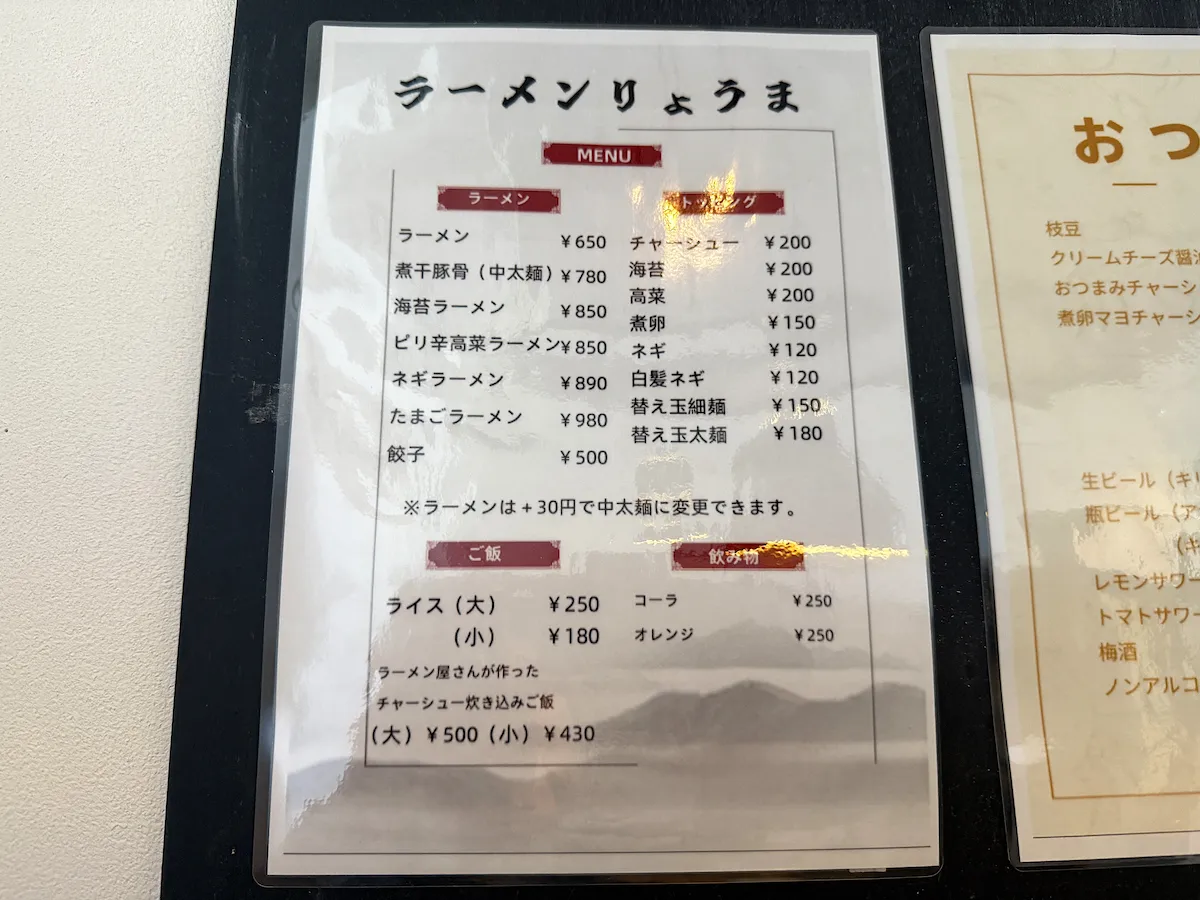 ラーメンりょうま
MENU
ラーメン
ラーメン ¥650
煮干豚骨（中太麺） ¥780
海苔ラーメン ¥850
ピリ辛高菜ラーメン ¥850
ネギラーメン ¥890
たまごラーメン ¥980
餃子 ¥500
トッピング
チャーシュー ¥200
海苔 ¥200
高菜 ¥200
煮卵 ¥150
ネギ ¥120
白髪ネギ ¥120
替え玉細麺 ¥150
替え玉太麺 ¥180
※ラーメンは＋30円で中太麺に変更できます。
ご飯
ライス（大） ¥250
（小） ¥180
ラーメン屋さんが作った
チャーシュー炊き込みご飯
（大）¥500（小）¥430
飲み物
コーラ ¥250
オレンジ ¥250
おつ
枝豆
クリームチーズ醤油
おつまみチャーシ
煮卵マヨチャーシ
生ビール（キリ
瓶ビール（ア
（キ
レモンサワー
トマトサワー
梅酒
ノンアルコ